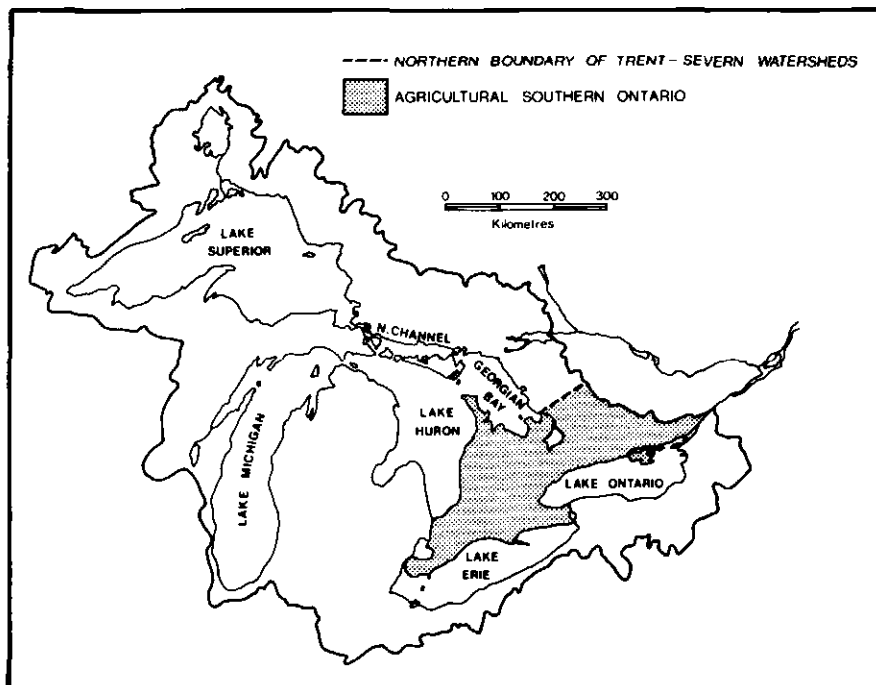 NORTHERN BOUNDARY OF TRENT-SEVERN WATERSHEDS
AGRICULTURAL SOUTHERN ONTARIO
0 100 200 300
Kilometres
LAKE
SUPERIOR
N. CHANNEL
GEORGIAN
BAY
LAKE
HURON
LAKE MICHIGAN
LAKE ONTARIO
LAKE
ERIE